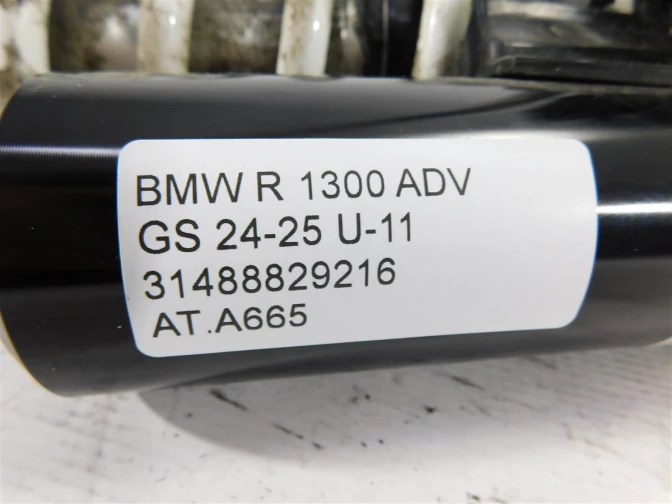 BMW R 1300 ADV
GS 24-25 U-11
31488829216
AT.A665